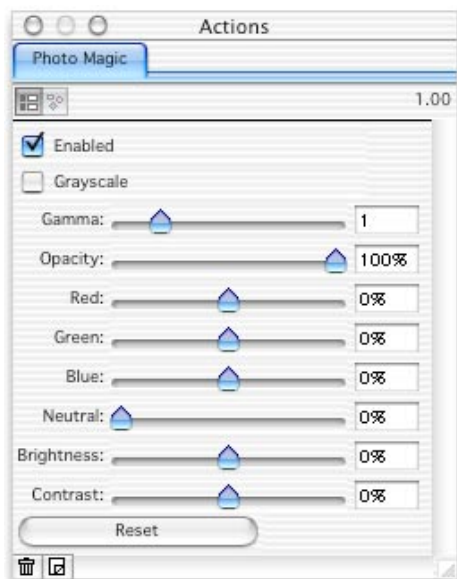 Actions
Photo Magic
1.00
Enabled
Grayscale
Gamma: 1
Opacity: 100%
Red: 0%
Green: 0%
Blue: 0%
Neutral: 0%
Brightness: 0%
Contrast: 0%
Reset